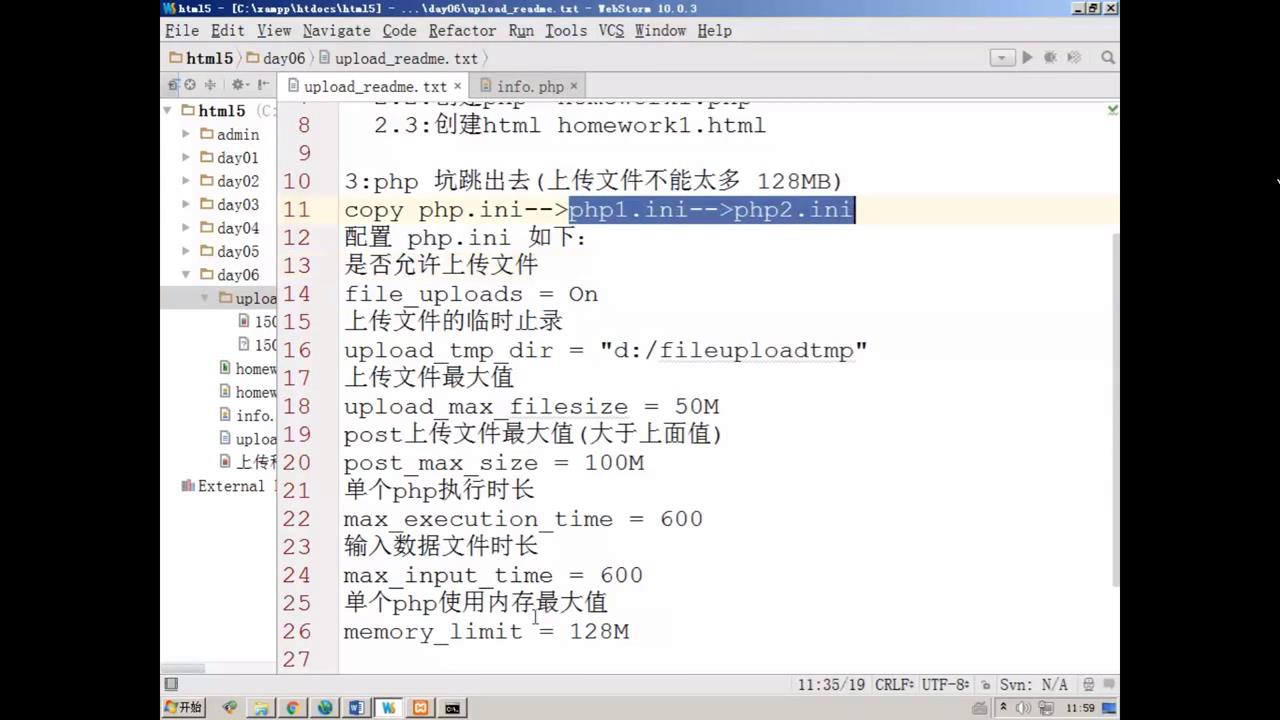 html5 - [C:\xampp\htdocs\html5] - ...\day06\upload_readme.txt - WebStorm 10.0.3
File Edit View Navigate Code Refactor Run Tools VCS Window Help
html5 day06 upload_readme.txt
upload_readme.txt × info.php ×
html5 (C:
admin
day01
day02
day03
day04
day05
day06
uploa
150
150
homew
homew
info.
uploa
上传
External
8 2.3:创建html homework1.html
9
10 3:php 坑跳出去(上传文件不能太多 128MB)
11 copy php.ini-->php1.ini-->php2.ini
12 配置 php.ini 如下:
13 是否允许上传文件
14 file_uploads = On
15 上传文件的临时止录
16 upload_tmp_dir = "d:/fileuploadtmp"
17 上传文件最大值
18 upload_max_filesize = 50M
19 post上传文件最大值(大于上面值)
20 post_max_size = 100M
21 单个php执行时长
22 max_execution_time = 600
23 输入数据文件时长
24 max_input_time = 600
25 单个php使用内存最大值
26 memory_limit = 128M
27
11:35/19 CRLF: UTF-8: Svn: N/A
开始 11:59